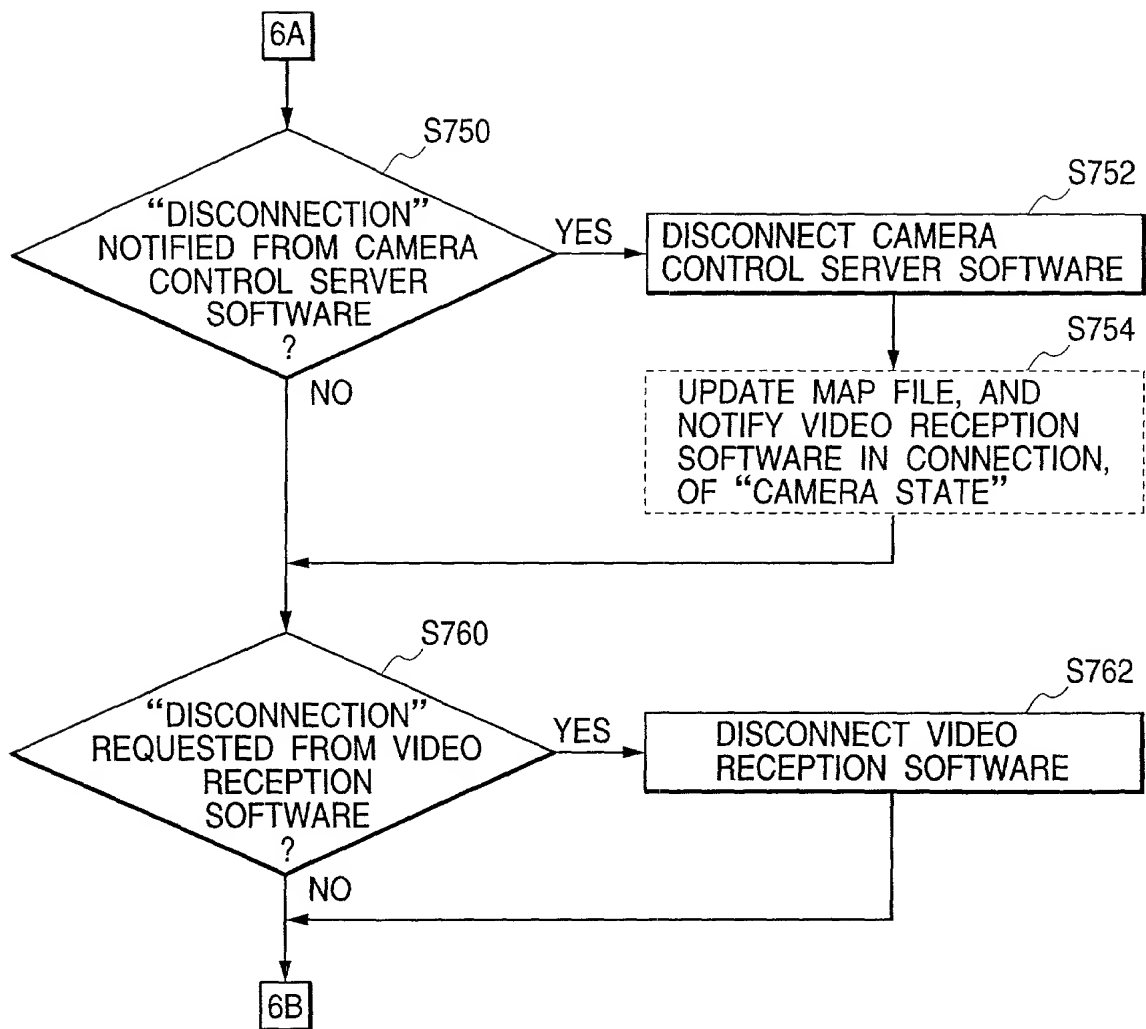 6A
S750
“DISCONNECTION”
NOTIFIED FROM CAMERA
CONTROL SERVER
SOFTWARE
?
YES
NO
S752
DISCONNECT CAMERA
CONTROL SERVER SOFTWARE
S754
UPDATE MAP FILE, AND
NOTIFY VIDEO RECEPTION
SOFTWARE IN CONNECTION,
OF “CAMERA STATE”
S760
“DISCONNECTION”
REQUESTED FROM VIDEO
RECEPTION
SOFTWARE
?
YES
NO
S762
DISCONNECT VIDEO
RECEPTION SOFTWARE
6B